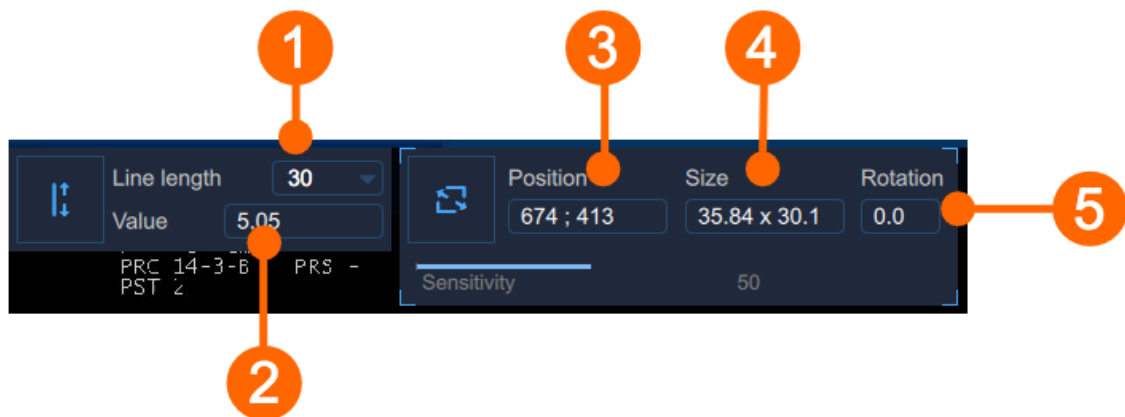 1
3
4
Line length 30
Value 5.05
Position Size Rotation
674 ; 413 35.84 x 30.1 0.0
5
PRC 14-3-B PRS -
PST
Sensitivity 50
2